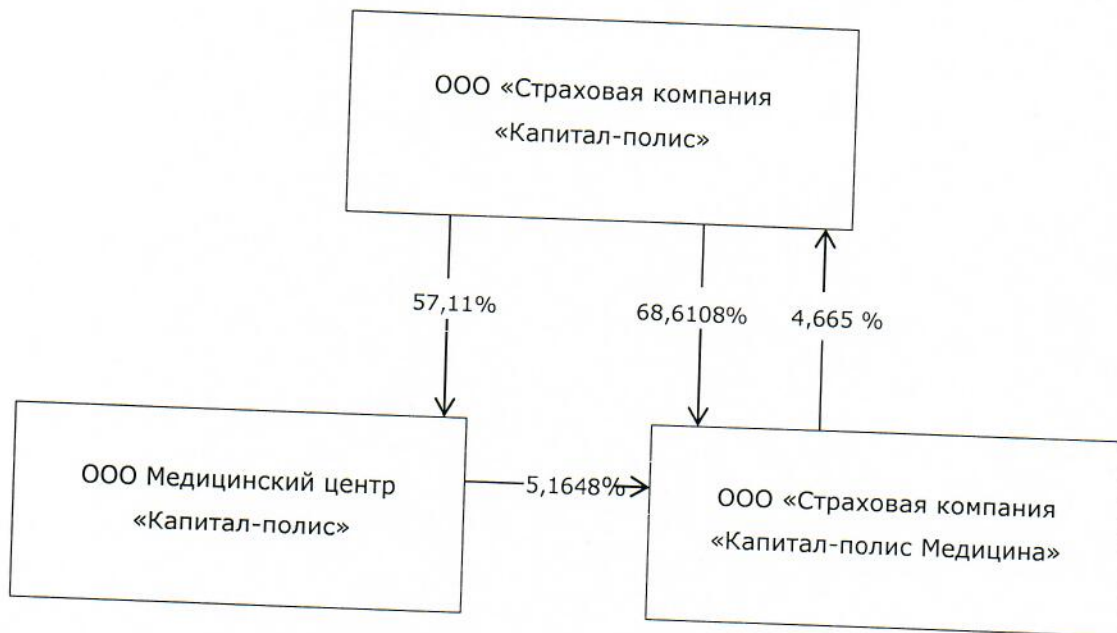 ООО «Страховая компания
«Капитал-полис»
57,11%
68,6108%
4,665 %
ООО Медицинский центр
«Капитал-полис»
5,1648%
ООО «Страховая компания
«Капитал-полис Медицина»